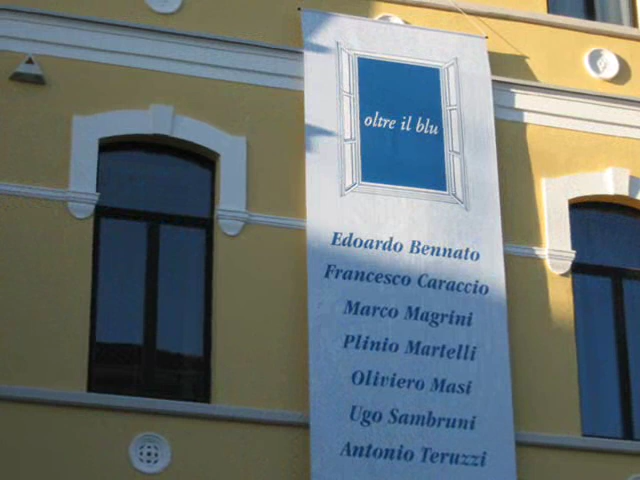 oltre il blu
Edoardo Bennato
Francesco Caraccio
Marco Magrini
Plinio Martelli
Oliviero Masi
Ugo Sambruni
Antonio Teruzzi